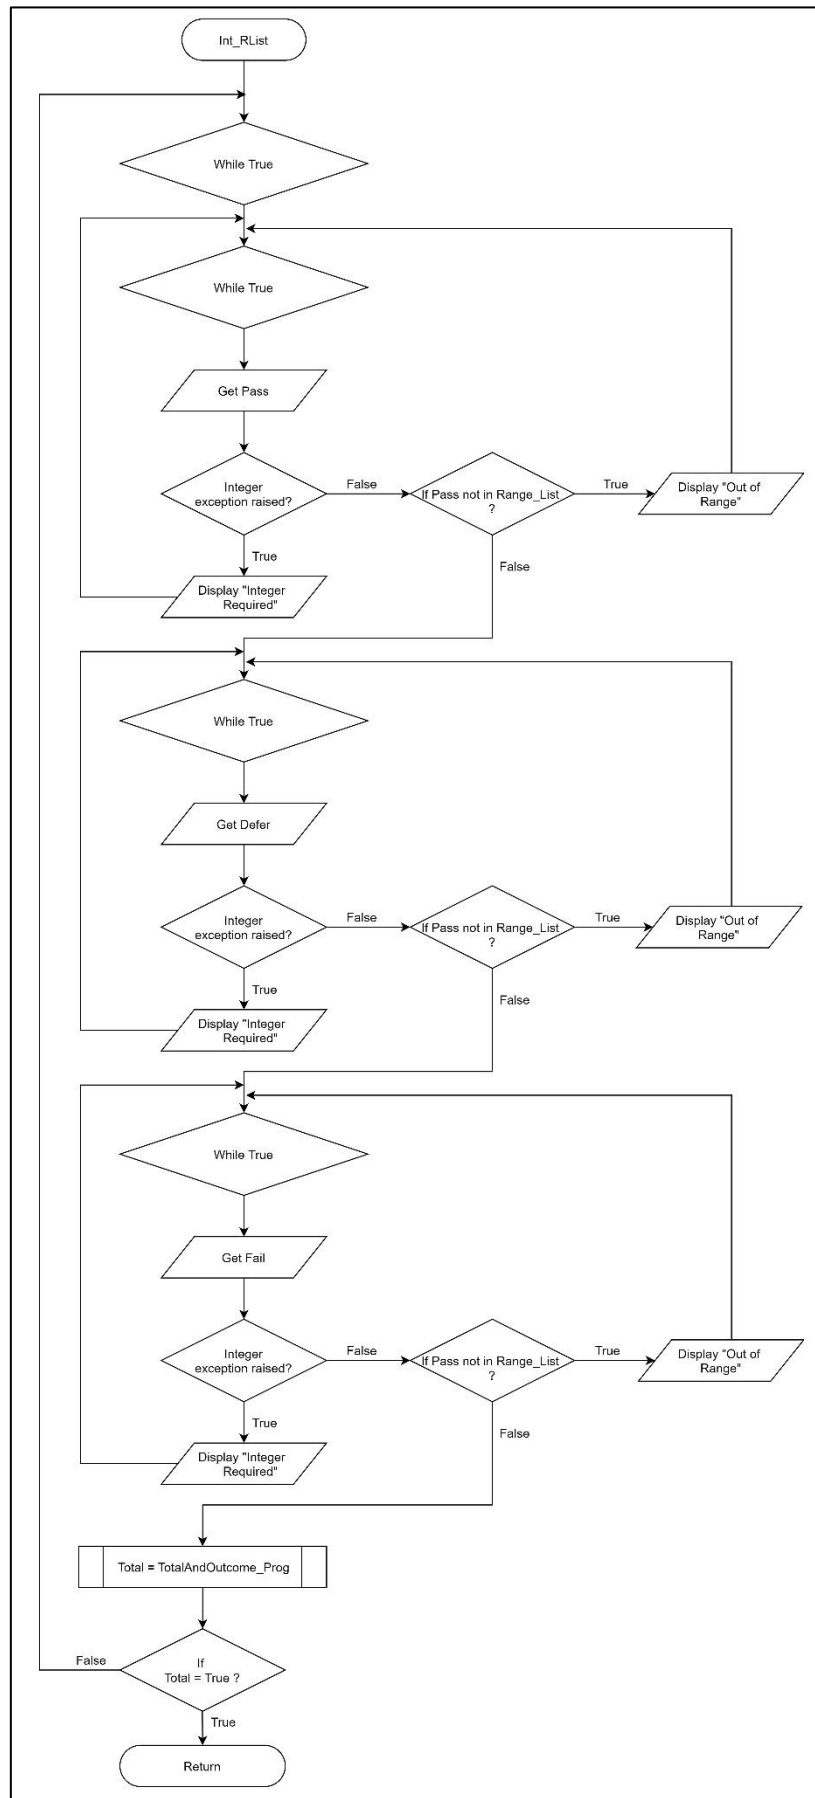 Int_RList
While True
While True
Get Pass
Integer
exception raised?
False
If Pass not in Range_List
?
True
Display "Out of
Range"
True
False
Display "Integer
Required"
While True
Get Defer
Integer
exception raised?
False
If Pass not in Range_List
?
True
Display "Out of
Range"
True
False
Display "Integer
Required"
While True
Get Fail
Integer
exception raised?
False
If Pass not in Range_List
?
True
Display "Out of
Range"
True
False
Display "Integer
Required"
Total = TotalAndOutcome_Prog
False
If
Total = True ?
True
Return